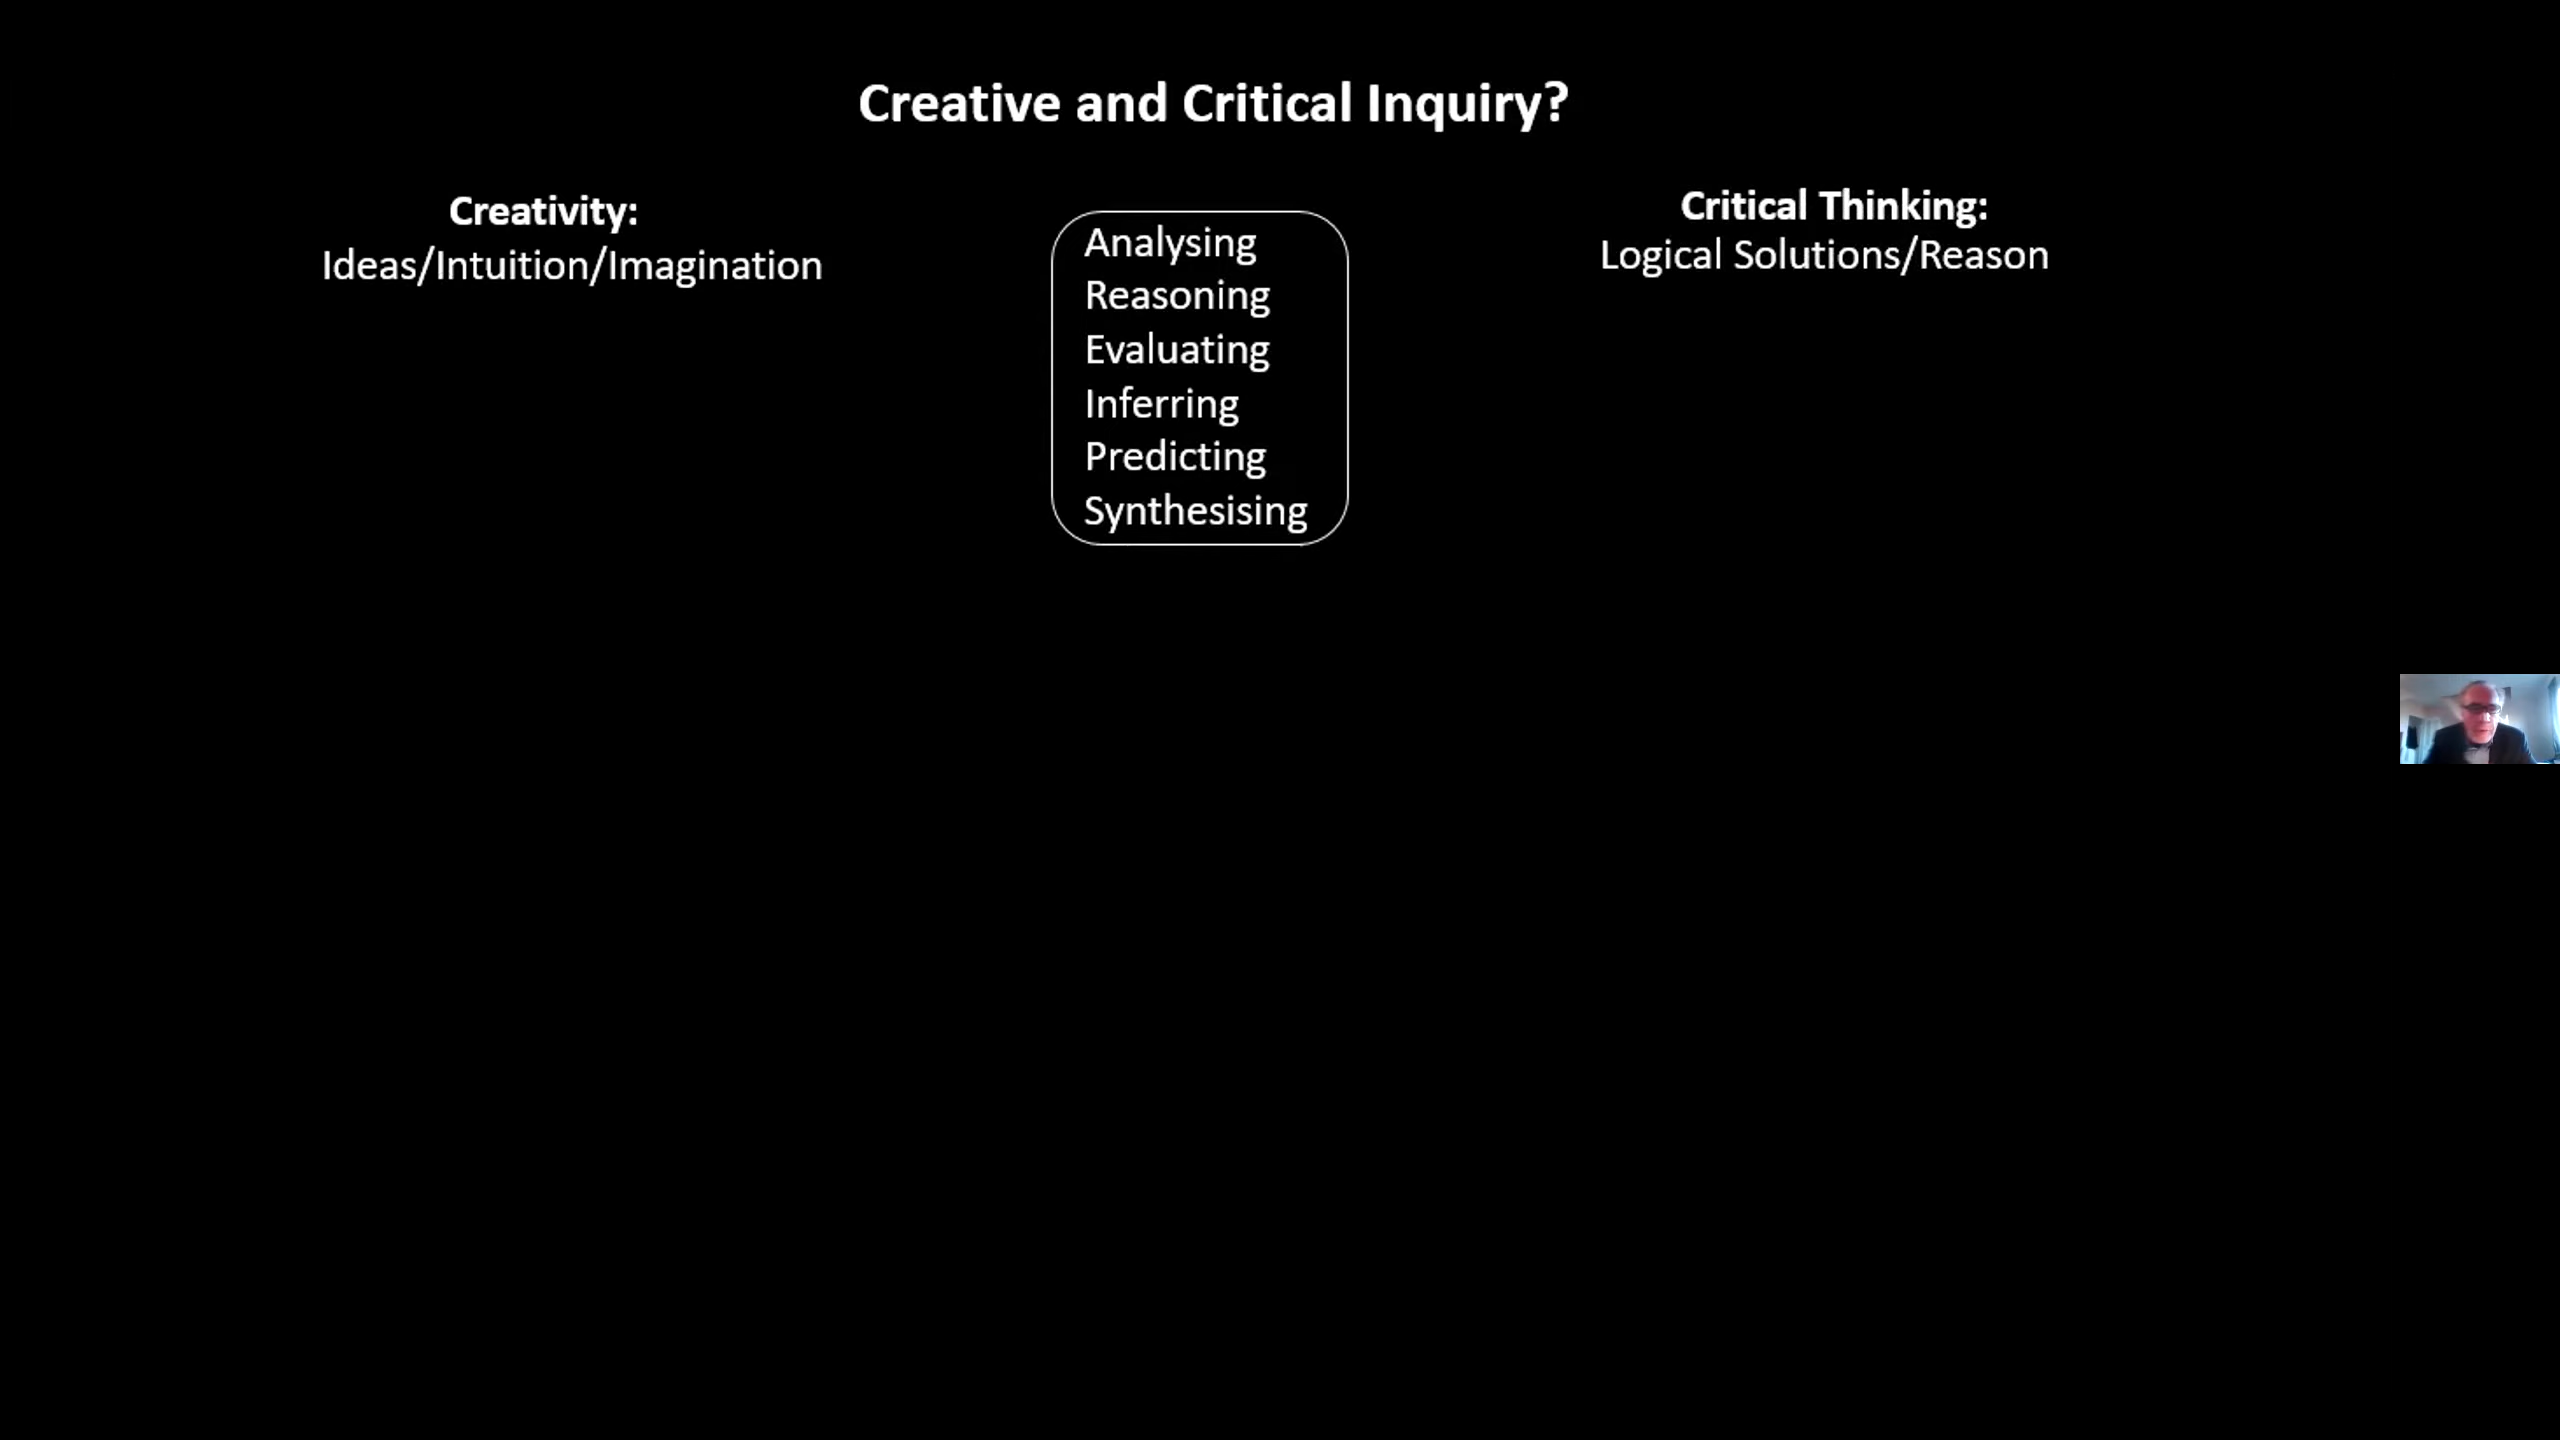 Creative and Critical Inquiry?
Creativity:
Ideas/Intuition/Imagination
Analysing
Reasoning
Evaluating
Inferring
Predicting
Synthesising
Critical Thinking:
Logical Solutions/Reason